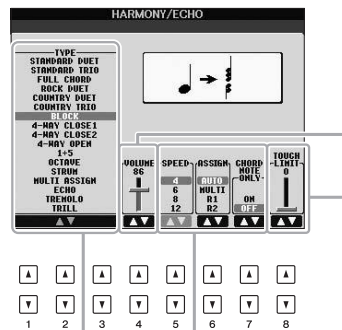 HARMONY/ECHO
TYPE
STANDARD DUET
STANDARD TRIO
FULL CHORD
ROCK DUET
COUNTRY DUET
COUNTRY TRIO
BLOCK
4-WAY CLOSE1
4-WAY CLOSE2
4-WAY OPEN
1+5
OCTAVE
STRUM
MULTI ASSIGN
ECHO
TREMOLO
TRILL
VOLUME
86
SPEED
4
6
8
12
ASSIGN
AUTO
MULTI
R1
R2
CHORD
NOTE
ONLY
ON
OFF
TOUCH
LIMIT
0
1 2 3 4 5 6 7 8